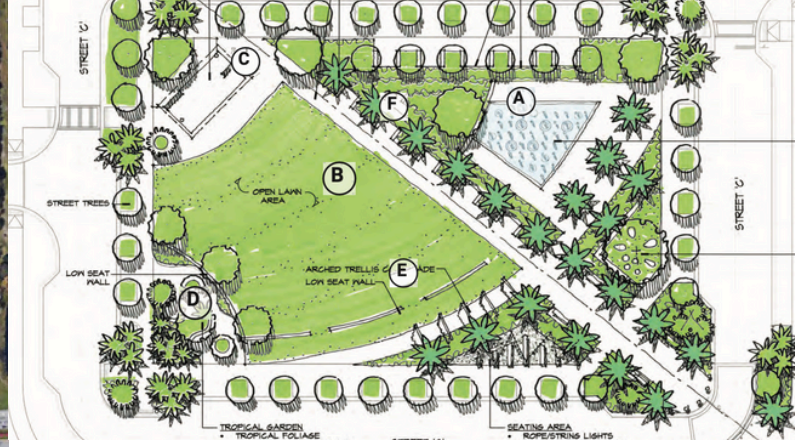 STREET 'C'
C
A
F
B
OPEN LAWN
AREA
STREET TREES
STREET 'C'
LOW SEAT
WALL
ARCHED TRELLIS C ADE
E
LOW SEAT WALL
D
TROPICAL GARDEN
• TROPICAL FOLIAGE
SEATING AREA
• ROPE/STRING LIGHTS